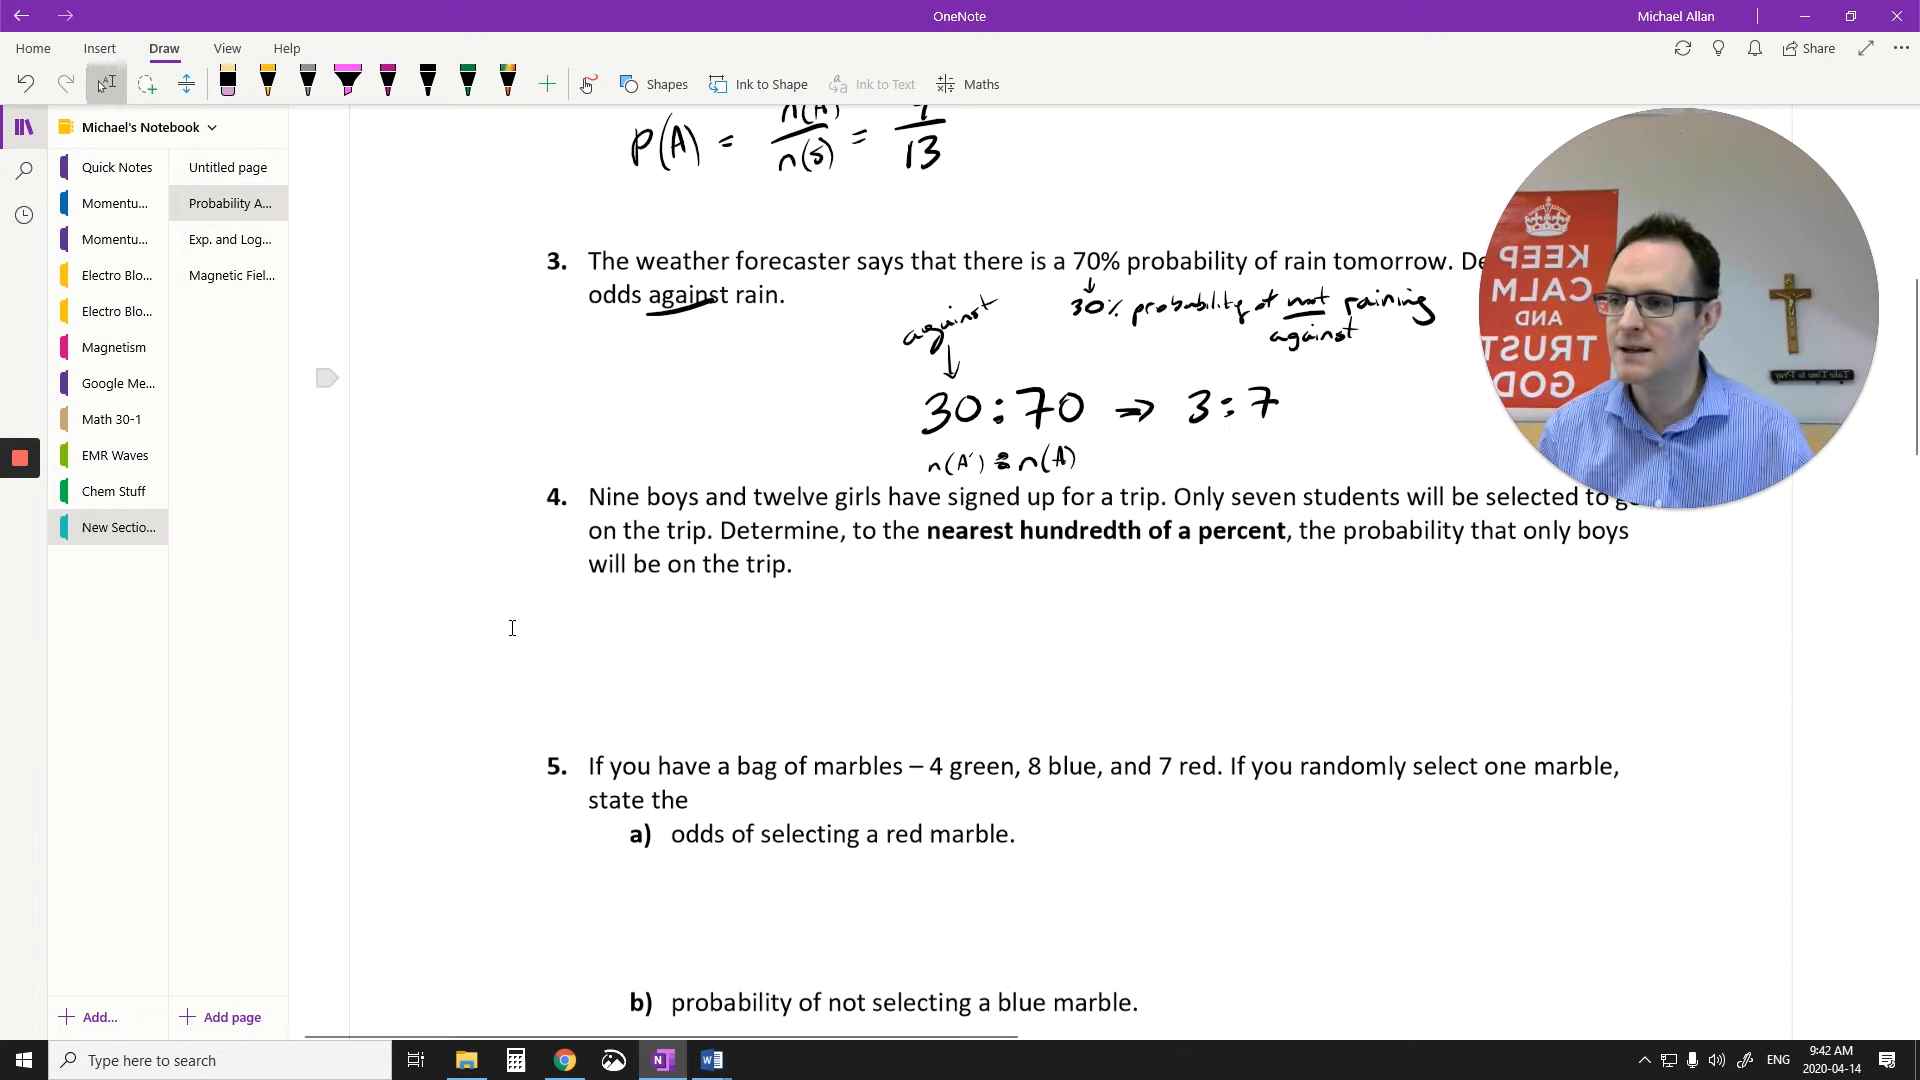 OneNote
Michael Allan
Home
Insert
Draw
View
Help
Share
Shapes
Ink to Shape
Ink to Text
Maths
Michael's Notebook
Quick Notes
Momentu...
Momentu...
Electro Blo...
Electro Blo...
Magnetism
Google Me...
Math 30-1
EMR Waves
Chem Stuff
New Sectio...
Add...
Untitled page
Probability A...
Exp. and Log...
Magnetic Fiel...
Add page
P(A) = n(A)/n(S) = 4/13
3. The weather forecaster says that there is a 70% probability of rain tomorrow. De
odds against rain.
30% probability of not raining
against
against
30:70 ⇒ 3:7
n(A') : n(A)
4. Nine boys and twelve girls have signed up for a trip. Only seven students will be selected to g
on the trip. Determine, to the nearest hundredth of a percent, the probability that only boys
will be on the trip.
5. If you have a bag of marbles – 4 green, 8 blue, and 7 red. If you randomly select one marble,
state the
a) odds of selecting a red marble.
b) probability of not selecting a blue marble.
KEEP
CALM
AND
TRUST
GOD
Take Time to Pray
Type here to search
ENG
9:42 AM
2020-04-14